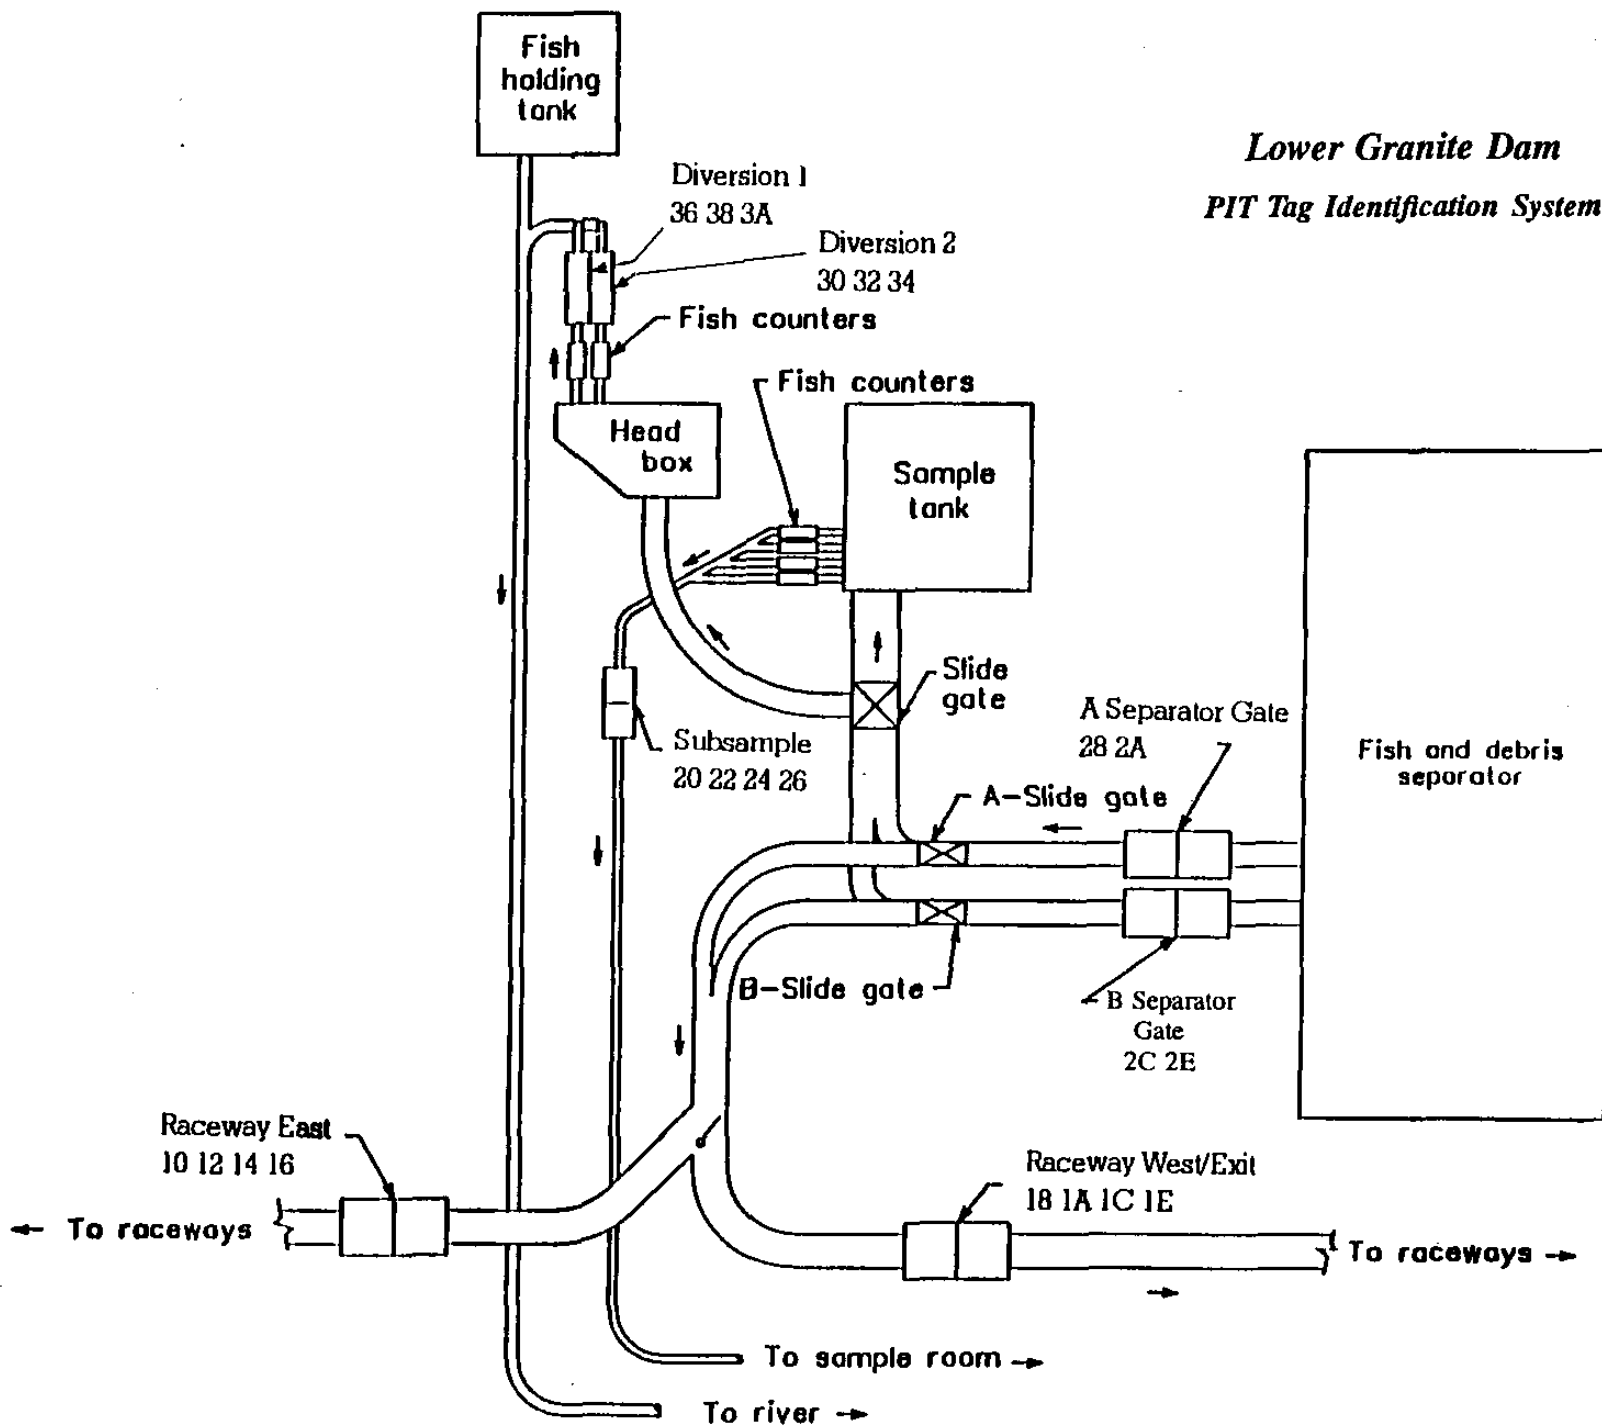 Fish
holding
tank
Lower Granite Dam
PIT Tag Identification System
Diversion 1
36 38 3A
Diversion 2
30 32 34
Fish counters
Fish counters
Head
box
Sample
tank
Slide
gate
A Separator Gate
28 2A
Fish and debris
separator
Subsample
20 22 24 26
A-Slide gate
B-Slide gate
B Separator
Gate
2C 2E
Raceway East
10 12 14 16
Raceway West/Exit
18 1A 1C 1E
To raceways
To raceways
To sample room
To river